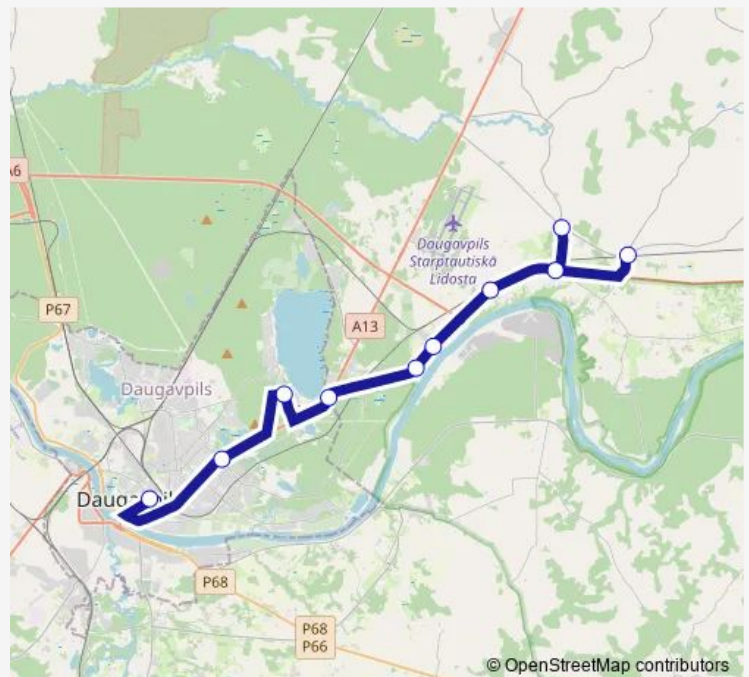 A6
Daugavpils
Starptautiskā
Lidosta
P67
A13
Daugavpils
P68
P68
P66
© OpenStreetMap contributors